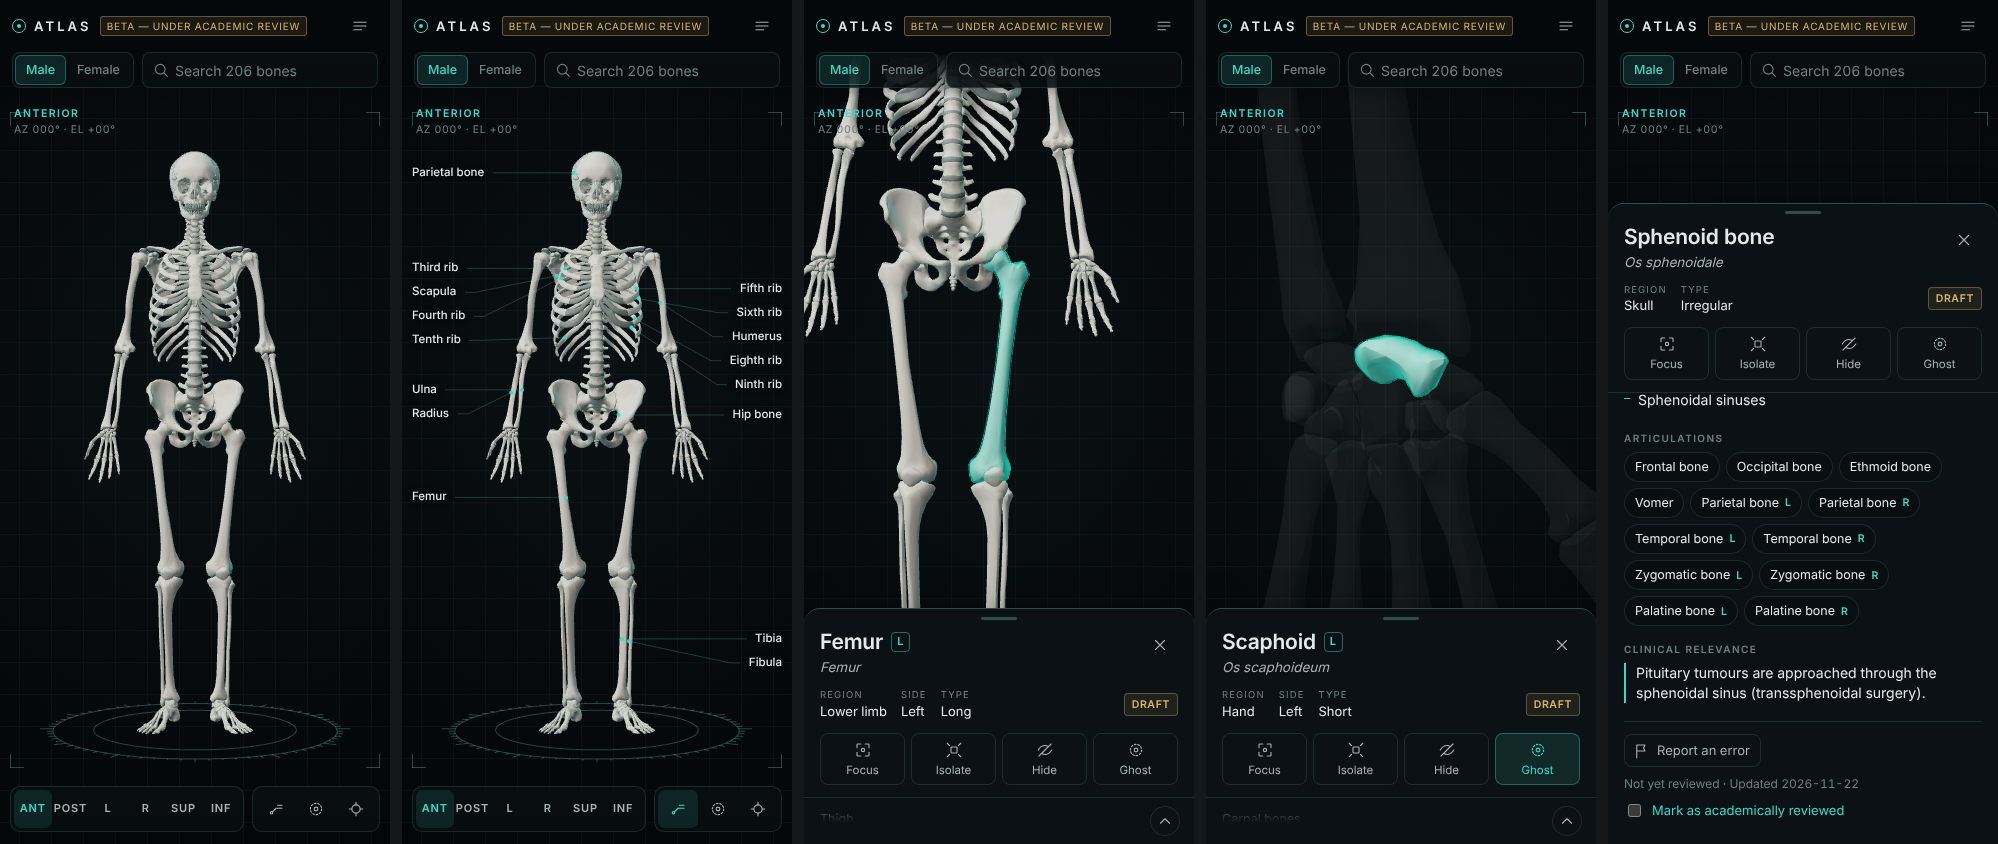 ATLAS BETA — UNDER ACADEMIC REVIEW
Male Female Search 206 bones
ANTERIOR
AZ 000° · EL +00°
ANT POST L R SUP INF
ATLAS BETA — UNDER ACADEMIC REVIEW
Male Female Search 206 bones
ANTERIOR
AZ 000° · EL +00°
Parietal bone
Third rib
Scapula
Fourth rib
Tenth rib
Ulna
Radius
Femur
Fifth rib
Sixth rib
Humerus
Eighth rib
Ninth rib
Hip bone
Tibia
Fibula
ANT POST L R SUP INF
ATLAS BETA — UNDER ACADEMIC REVIEW
Male Female Search 206 bones
ANTERIOR
AZ 000° · EL +00°
Femur L
Femur
REGION SIDE TYPE
Lower limb Left Long
DRAFT
Focus Isolate Hide Ghost
Thigh
ATLAS BETA — UNDER ACADEMIC REVIEW
Male Female Search 206 bones
ANTERIOR
AZ 000° · EL +00°
Scaphoid L
Os scaphoideum
REGION SIDE TYPE
Hand Left Short
DRAFT
Focus Isolate Hide Ghost
Carpal bones
ATLAS BETA — UNDER ACADEMIC REVIEW
Male Female Search 206 bones
ANTERIOR
AZ 000° · EL +00°
Sphenoid bone
Os sphenoidale
REGION TYPE
Skull Irregular
DRAFT
Focus Isolate Hide Ghost
– Sphenoidal sinuses
ARTICULATIONS
Frontal bone Occipital bone Ethmoid bone
Vomer Parietal bone L Parietal bone R
Temporal bone L Temporal bone R
Zygomatic bone L Zygomatic bone R
Palatine bone L Palatine bone R
CLINICAL RELEVANCE
Pituitary tumours are approached through the
sphenoidal sinus (transsphenoidal surgery).
Report an error
Not yet reviewed · Updated 2026-11-22
Mark as academically reviewed